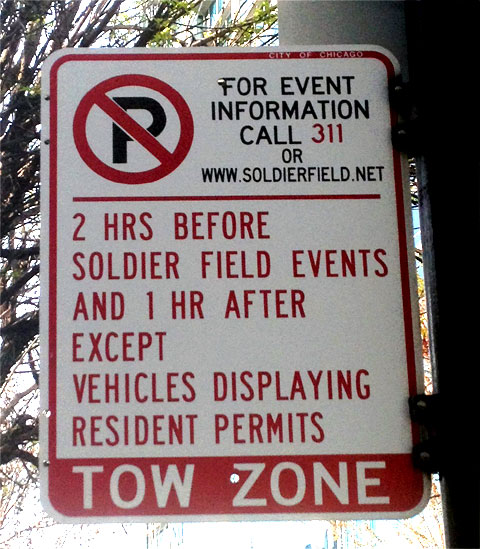 CITY OF CHICAGO
P
FOR EVENT
INFORMATION
CALL 311
OR
WWW.SOLDIERFIELD.NET
2 HRS BEFORE
SOLDIER FIELD EVENTS
AND 1 HR AFTER
EXCEPT
VEHICLES DISPLAYING
RESIDENT PERMITS
TOW ZONE